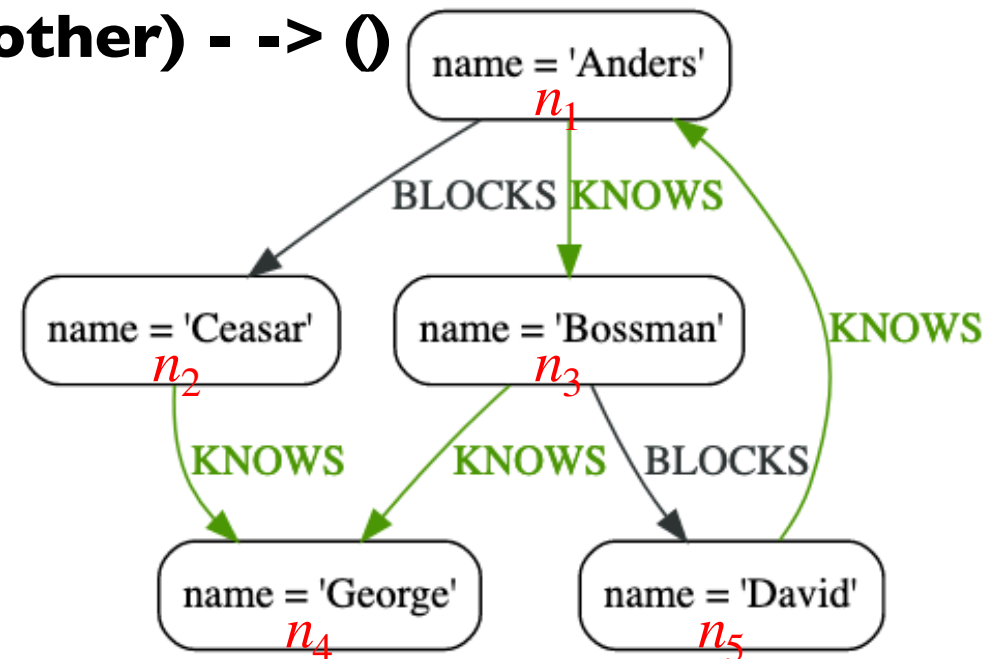 other) - -> ()
name = 'Anders'
n1
BLOCKS KNOWS
name = 'Ceasar' name = 'Bossman' KNOWS
n2 n3
KNOWS KNOWS BLOCKS
name = 'George' name = 'David'
n4 n5